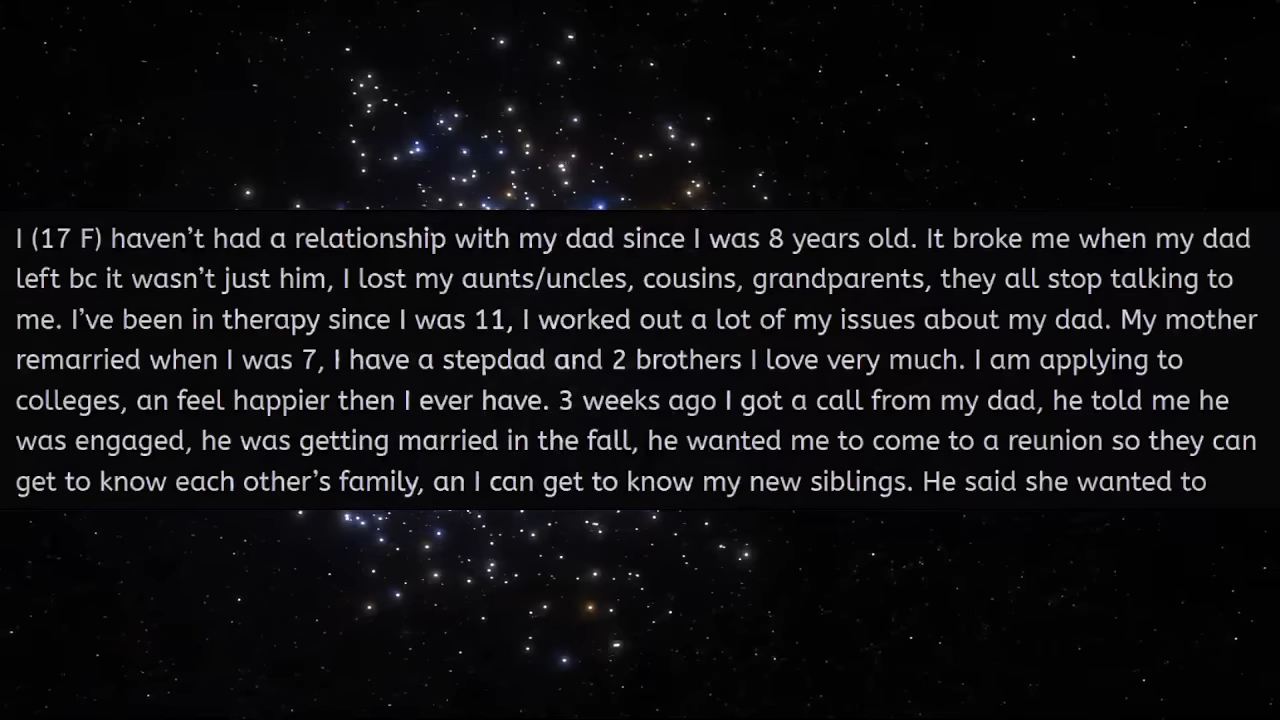 I (17 F) haven’t had a relationship with my dad since I was 8 years old. It broke me when my dad
left bc it wasn’t just him, I lost my aunts/uncles, cousins, grandparents, they all stop talking to
me. I’ve been in therapy since I was 11, I worked out a lot of my issues about my dad. My mother
remarried when I was 7, I have a stepdad and 2 brothers I love very much. I am applying to
colleges, an feel happier then I ever have. 3 weeks ago I got a call from my dad, he told me he
was engaged, he was getting married in the fall, he wanted me to come to a reunion so they can
get to know each other’s family, an I can get to know my new siblings. He said she wanted to